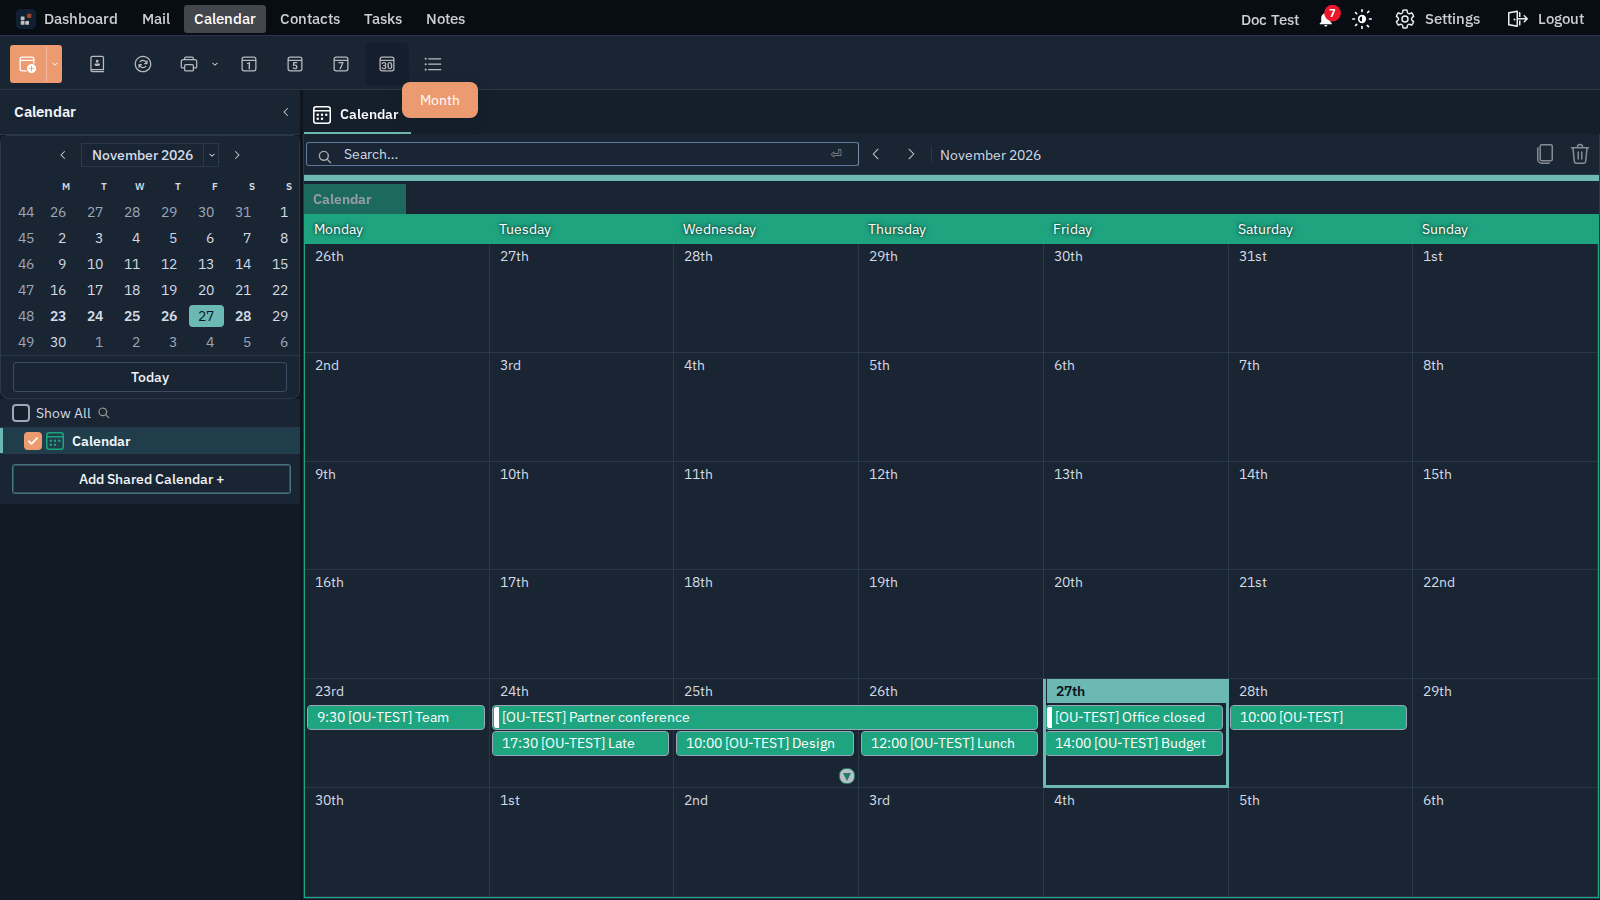 Dashboard Mail Calendar Contacts Tasks Notes Doc Test 7 Settings Logout
1 5 7 30
Month
Calendar
Calendar
November 2026
Search...
November 2026
M T W T F S S
44 26 27 28 29 30 31 1
45 2 3 4 5 6 7 8
46 9 10 11 12 13 14 15
47 16 17 18 19 20 21 22
48 23 24 25 26 27 28 29
49 30 1 2 3 4 5 6
Today
Show All
Calendar
Add Shared Calendar +
Calendar
Monday Tuesday Wednesday Thursday Friday Saturday Sunday
26th 27th 28th 29th 30th 31st 1st
2nd 3rd 4th 5th 6th 7th 8th
9th 10th 11th 12th 13th 14th 15th
16th 17th 18th 19th 20th 21st 22nd
23rd 24th 25th 26th 27th 28th 29th
9:30 [OU-TEST] Team [OU-TEST] Partner conference [OU-TEST] Office closed 10:00 [OU-TEST]
17:30 [OU-TEST] Late 10:00 [OU-TEST] Design 12:00 [OU-TEST] Lunch 14:00 [OU-TEST] Budget
30th 1st 2nd 3rd 4th 5th 6th